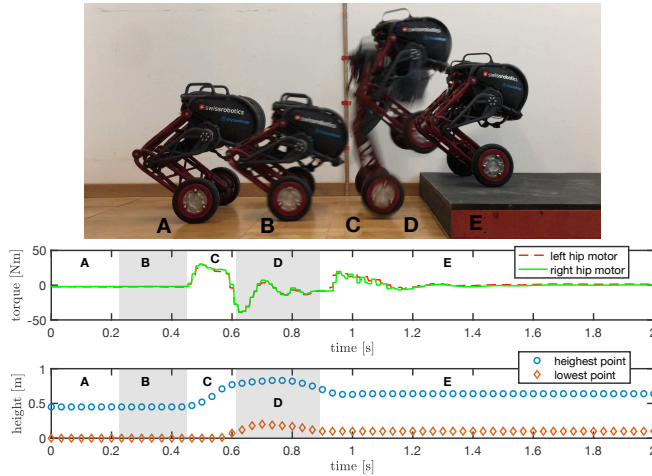 swissrobotics
swissrobotics
swissrobotics
swissrobotics
A B C D E
50
0
-50
torque [Nm]
A B C D E
left hip motor
right hip motor
0 0.2 0.4 0.6 0.8 1 1.2 1.4 1.6 1.8 2
time [s]
1
0.5
0
height [m]
A B C D E
heighest point
lowest point
0 0.2 0.4 0.6 0.8 1 1.2 1.4 1.6 1.8 2
time [s]